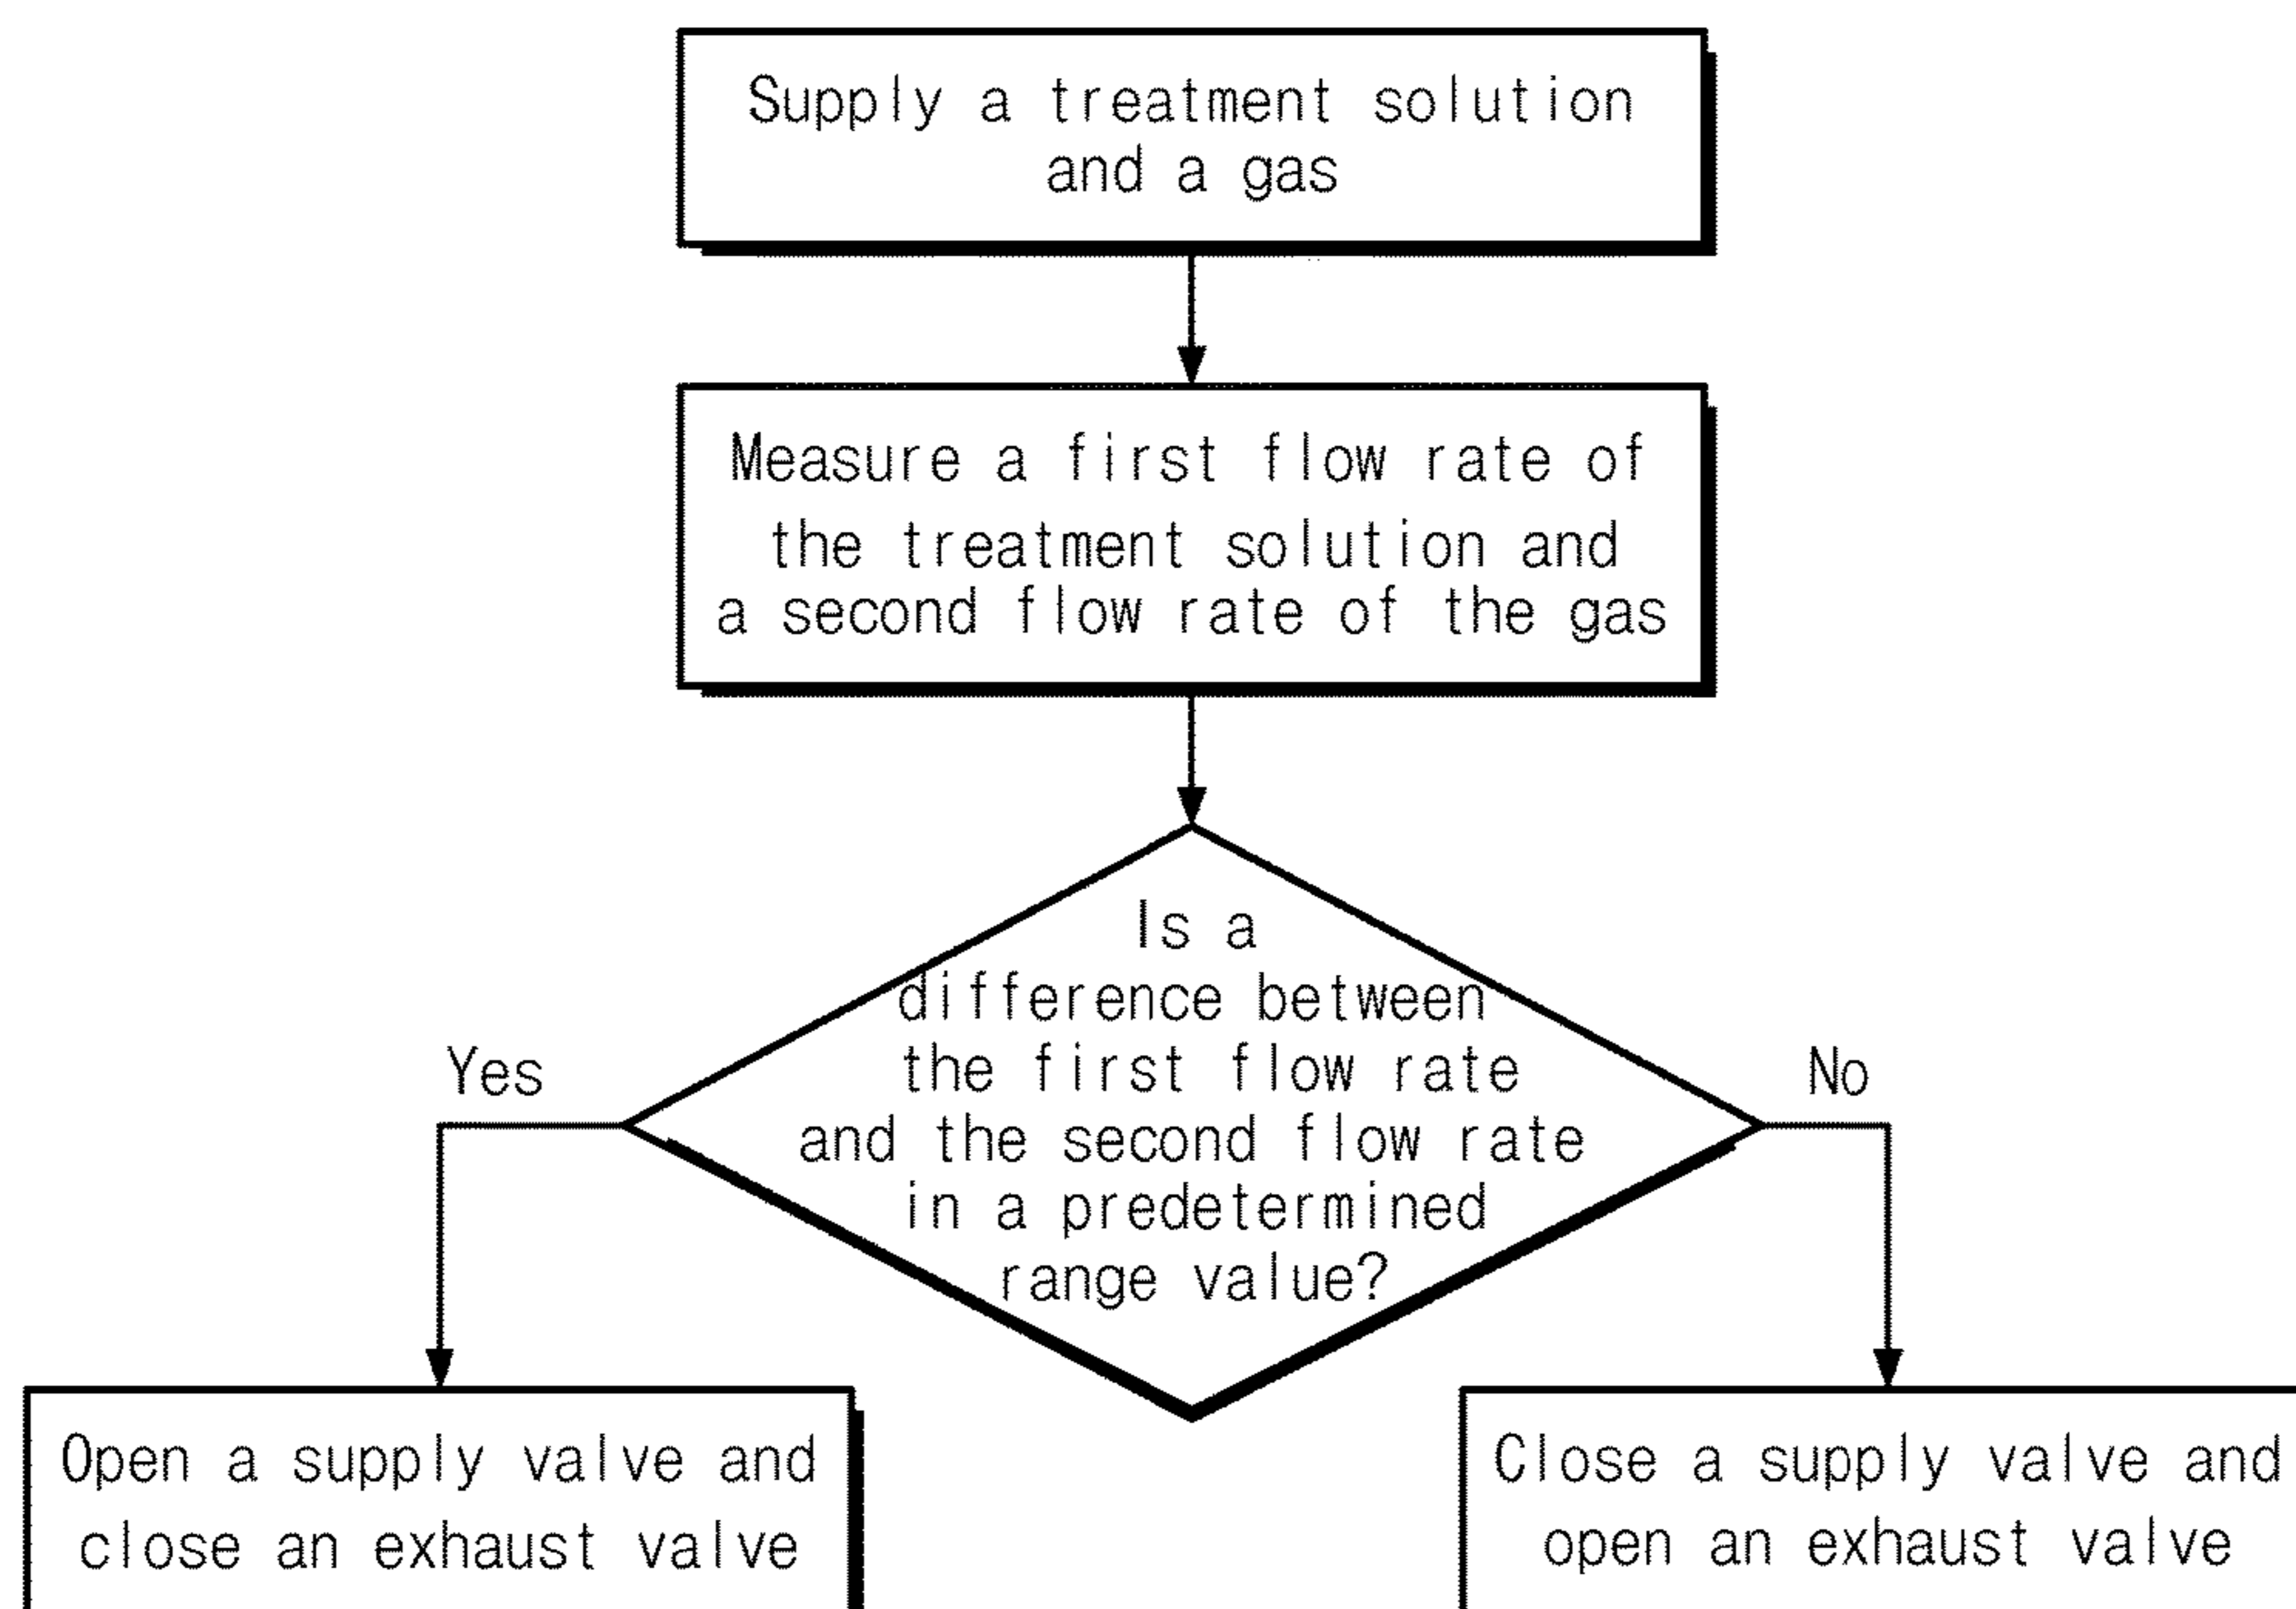 Supply a treatment solution
and a gas
Measure a first flow rate of
the treatment solution and
a second flow rate of the gas
Is a
difference between
the first flow rate
and the second flow rate
in a predetermined
range value?
Yes
No
Open a supply valve and
close an exhaust valve
Close a supply valve and
open an exhaust valve